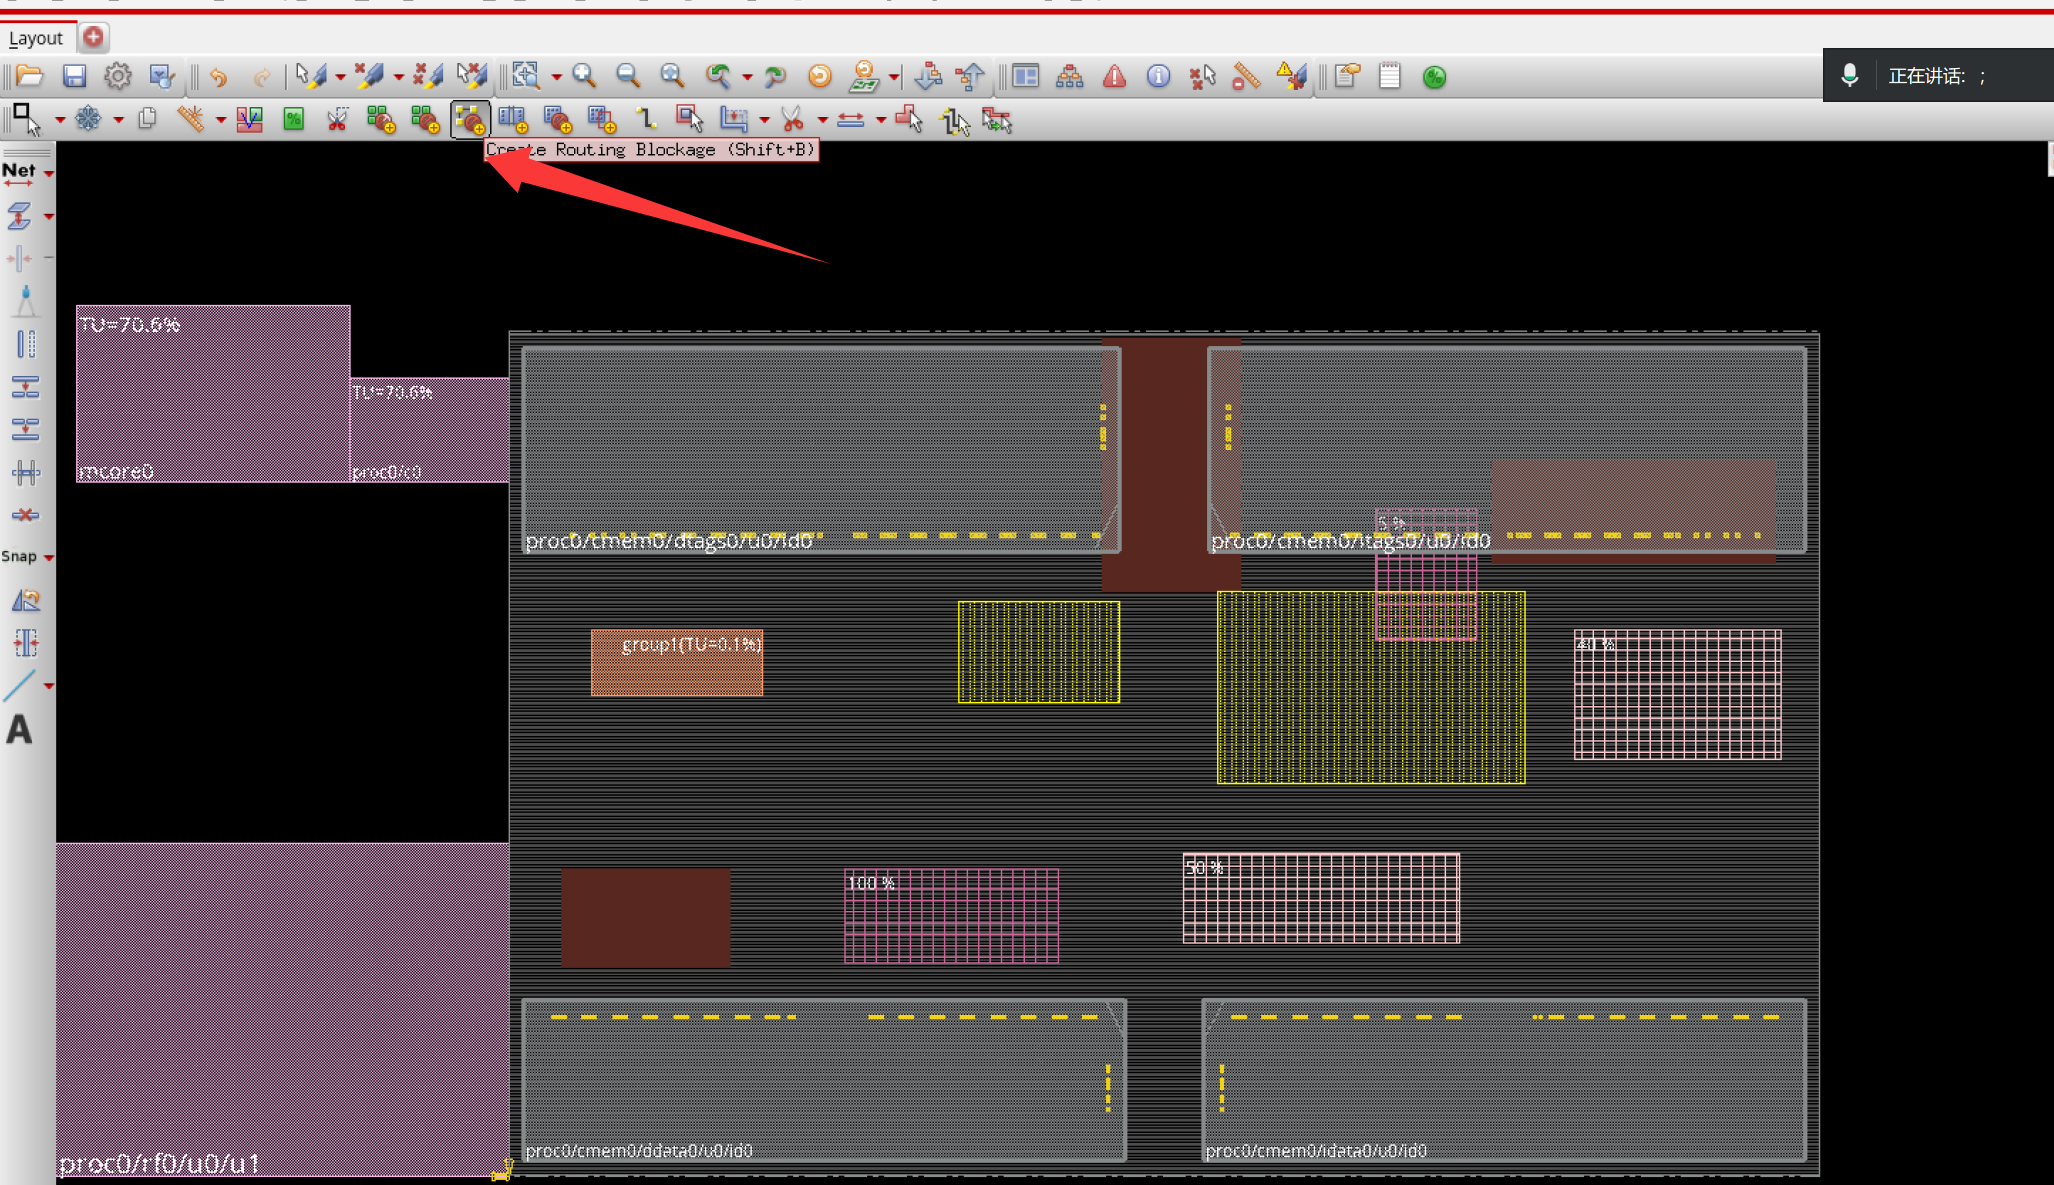 Layout
正在讲话: ;
Create Routing Blockage (Shift+B)
Net
Snap
A
TU=70.6%
mcore0
TU=70.6%
proc0/c0
proc0/cmem0/dtags0/u0/id0
5 %
proc0/cmem0/itags0/u0/id0
group1(TU=0.1%)
40 %
100 %
50 %
proc0/rf0/u0/u1
proc0/cmem0/ddata0/u0/id0
proc0/cmem0/idata0/u0/id0